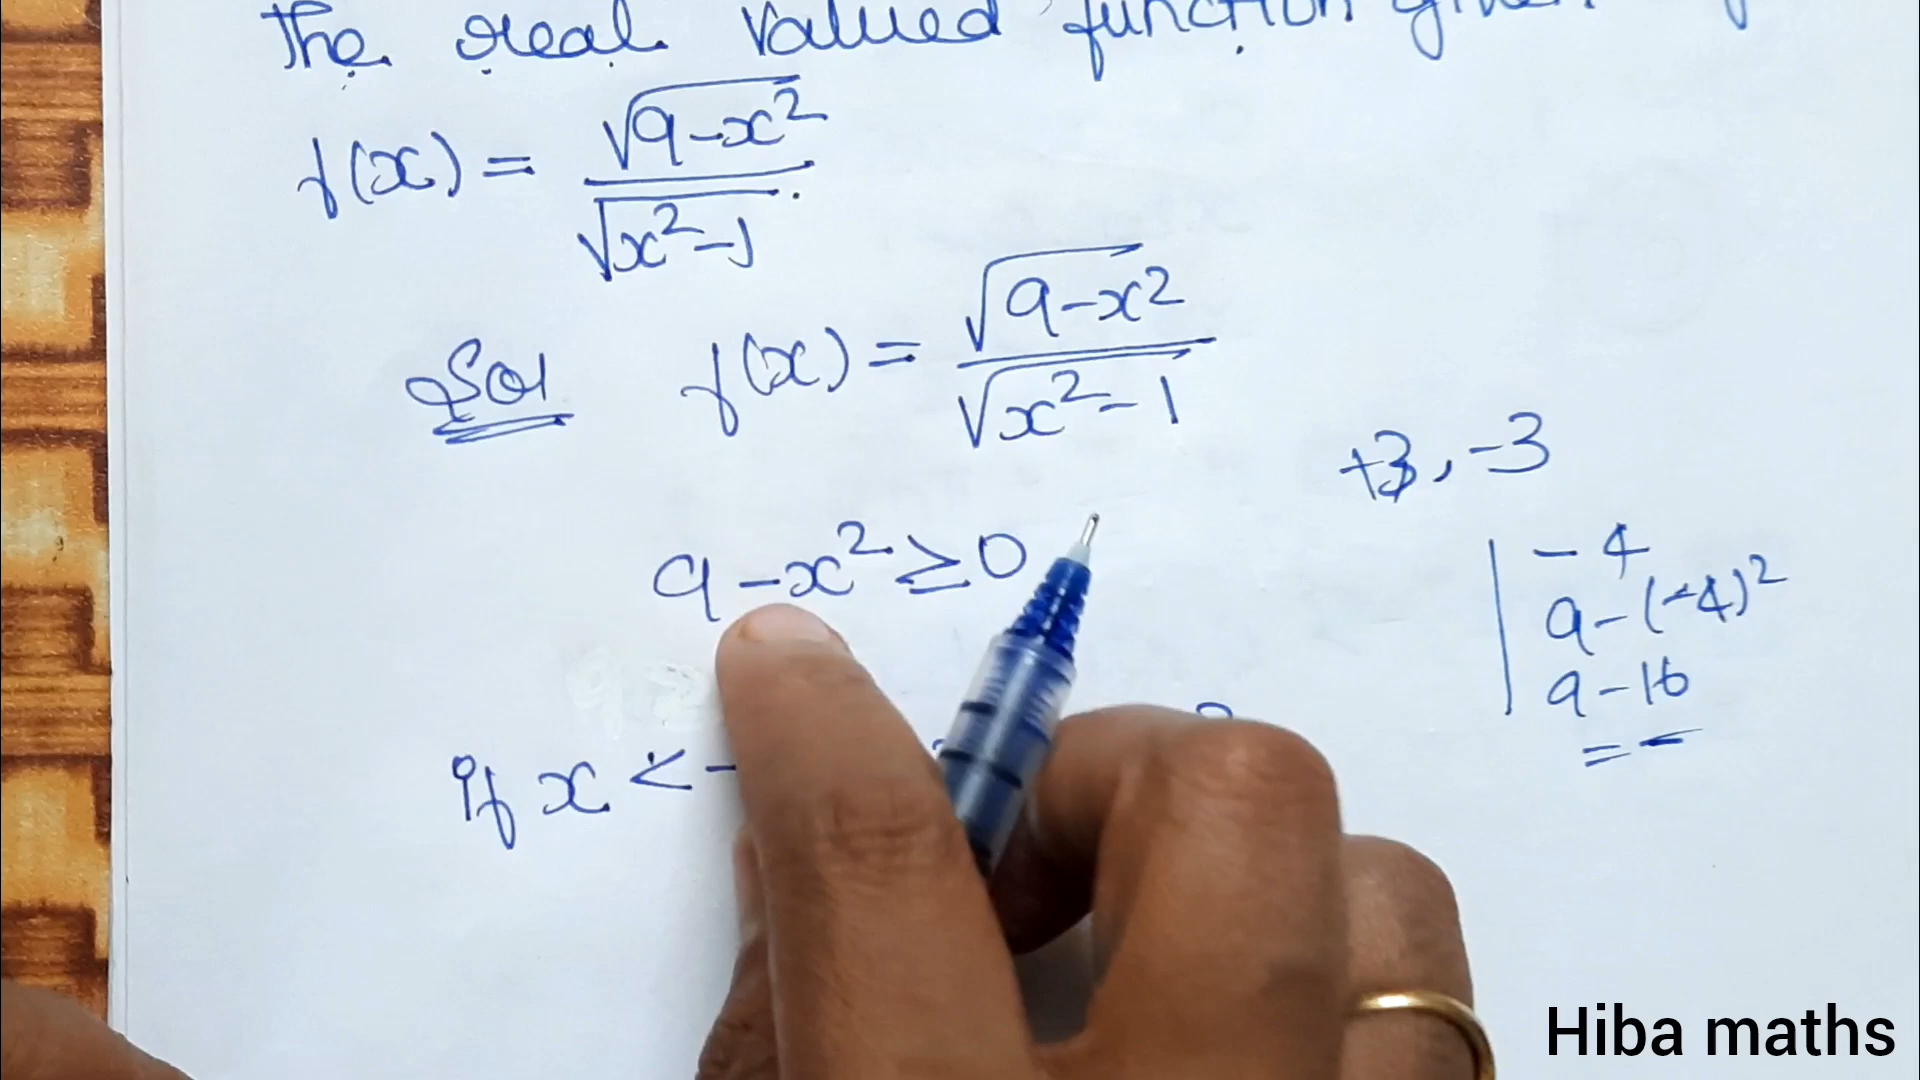 The real valued function given
f(x) = √(9-x²) / √(x²-1).
Sol f(x) = √(9-x²) / √(x²-1)
+3, -3
9-x² ≥ 0
if x < -
-4
9-(-4)²
9-16
= -
Hiba maths